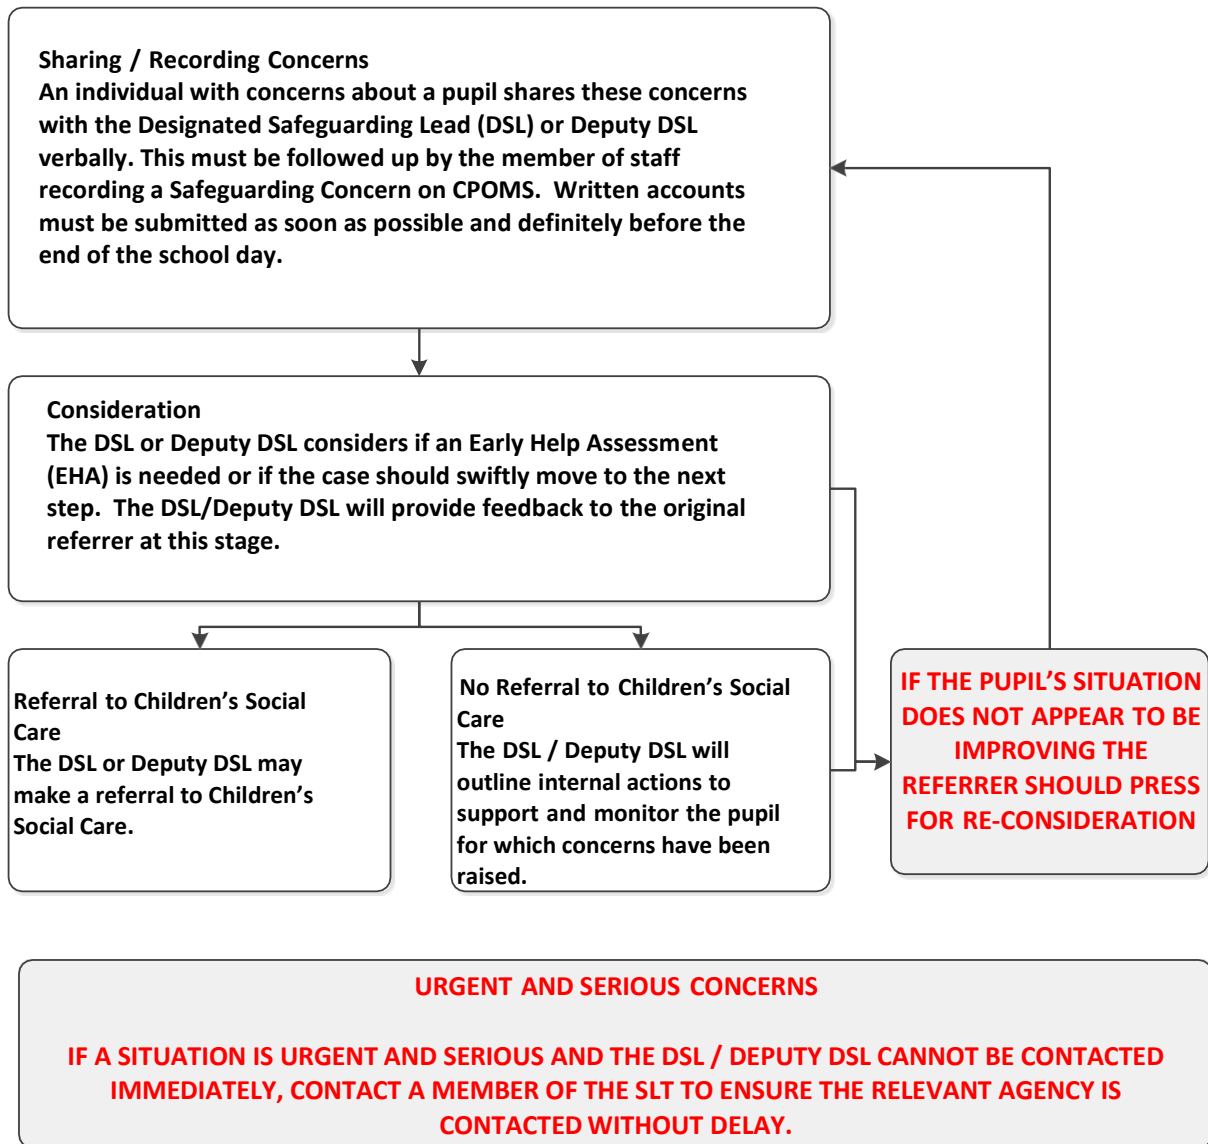 Sharing / Recording Concerns
An individual with concerns about a pupil shares these concerns
with the Designated Safeguarding Lead (DSL) or Deputy DSL
verbally. This must be followed up by the member of staff
recording a Safeguarding Concern on CPOMS.  Written accounts
must be submitted as soon as possible and definitely before the
end of the school day.
Consideration
The DSL or Deputy DSL considers if an Early Help Assessment
(EHA) is needed or if the case should swiftly move to the next
step.  The DSL/Deputy DSL will provide feedback to the original
referrer at this stage.
Referral to Children’s Social
Care
The DSL or Deputy DSL may
make a referral to Children’s
Social Care.
No Referral to Children’s Social
Care
The DSL / Deputy DSL will
outline internal actions to
support and monitor the pupil
for which concerns have been
raised.
IF THE PUPIL’S SITUATION
DOES NOT APPEAR TO BE
IMPROVING THE
REFERRER SHOULD PRESS
FOR RE-CONSIDERATION
URGENT AND SERIOUS CONCERNS
IF A SITUATION IS URGENT AND SERIOUS AND THE DSL / DEPUTY DSL CANNOT BE CONTACTED
IMMEDIATELY, CONTACT A MEMBER OF THE SLT TO ENSURE THE RELEVANT AGENCY IS
CONTACTED WITHOUT DELAY.